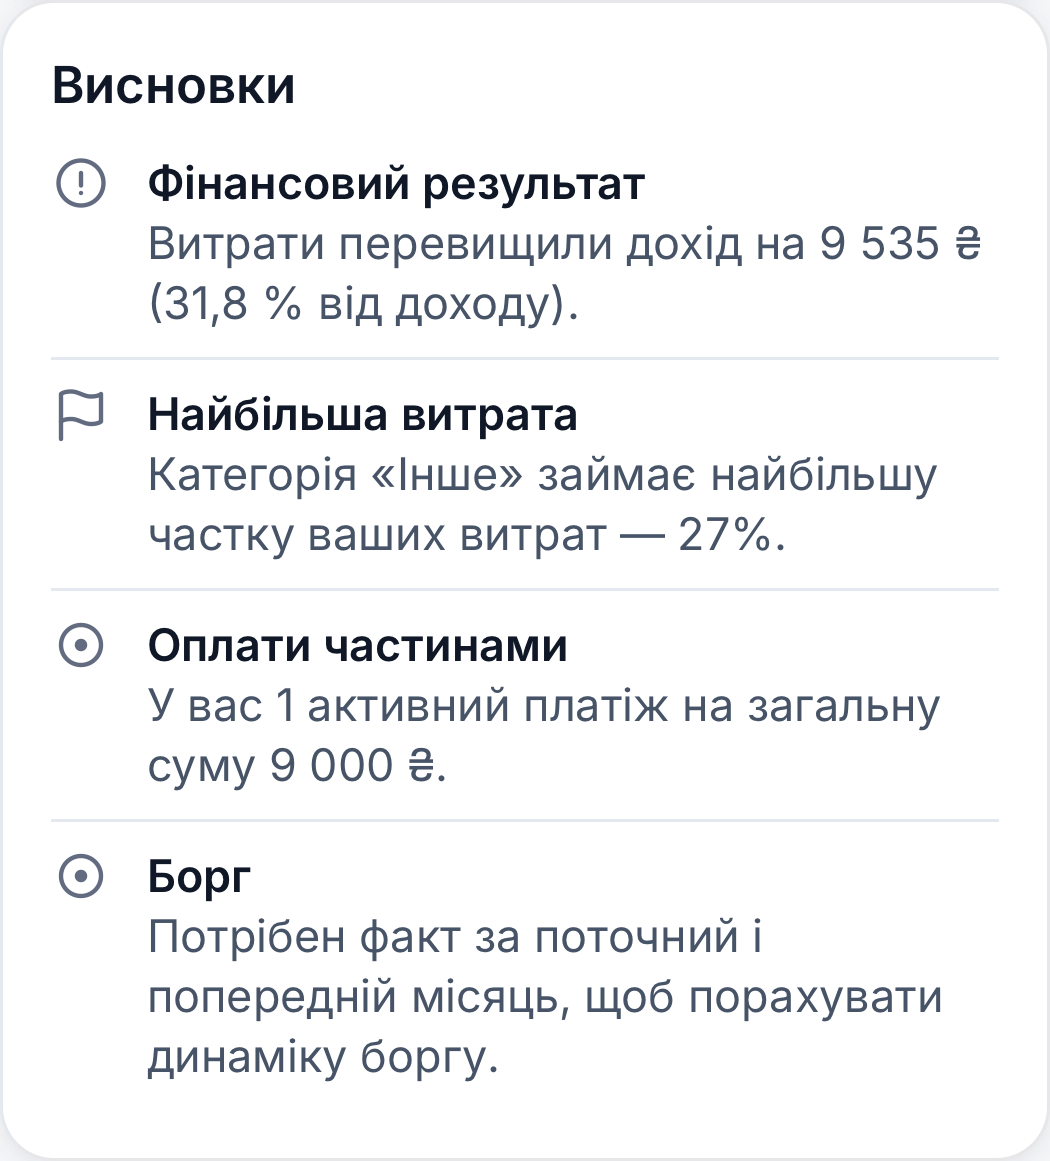 Висновки
Фінансовий результат
Витрати перевищили дохід на 9 535 ₴
(31,8 % від доходу).
Найбільша витрата
Категорія «Інше» займає найбільшу
частку ваших витрат — 27%.
Оплати частинами
У вас 1 активний платіж на загальну
суму 9 000 ₴.
Борг
Потрібен факт за поточний і
попередній місяць, щоб порахувати
динаміку боргу.